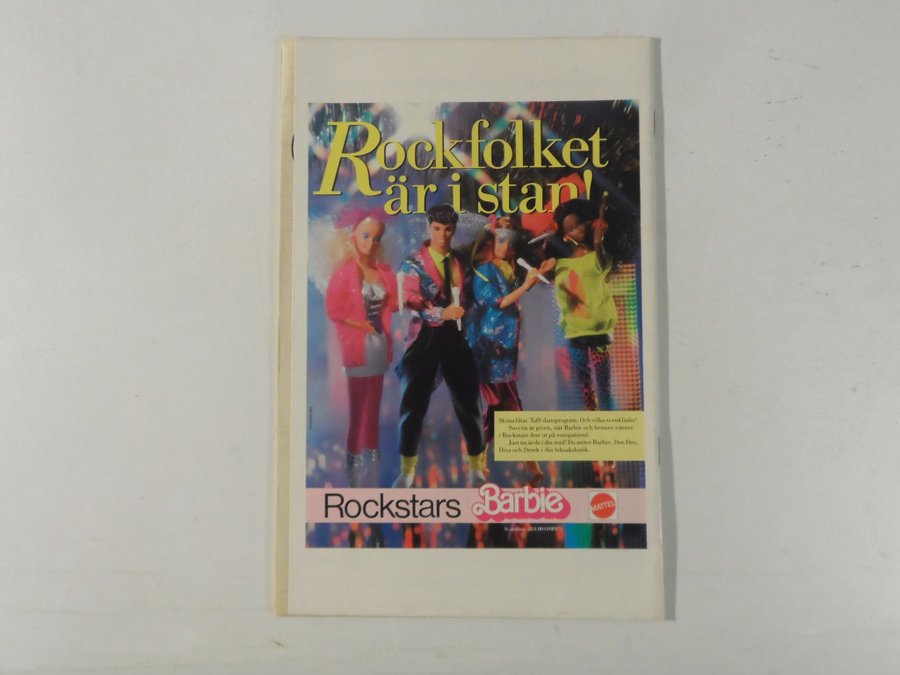 Rockfolket
är i stan!
Sköna låtar. Tufft dansprogram. Och vilka scenkläder!
Succén är given, när Barbie och hennes vänner
i Rockstars drar ut på europaturné.
Just nu är de i din stad! Du möter Barbie, Dee Dee,
Diva och Derek i din leksaksbutik.
Rockstars Barbie MATTEL